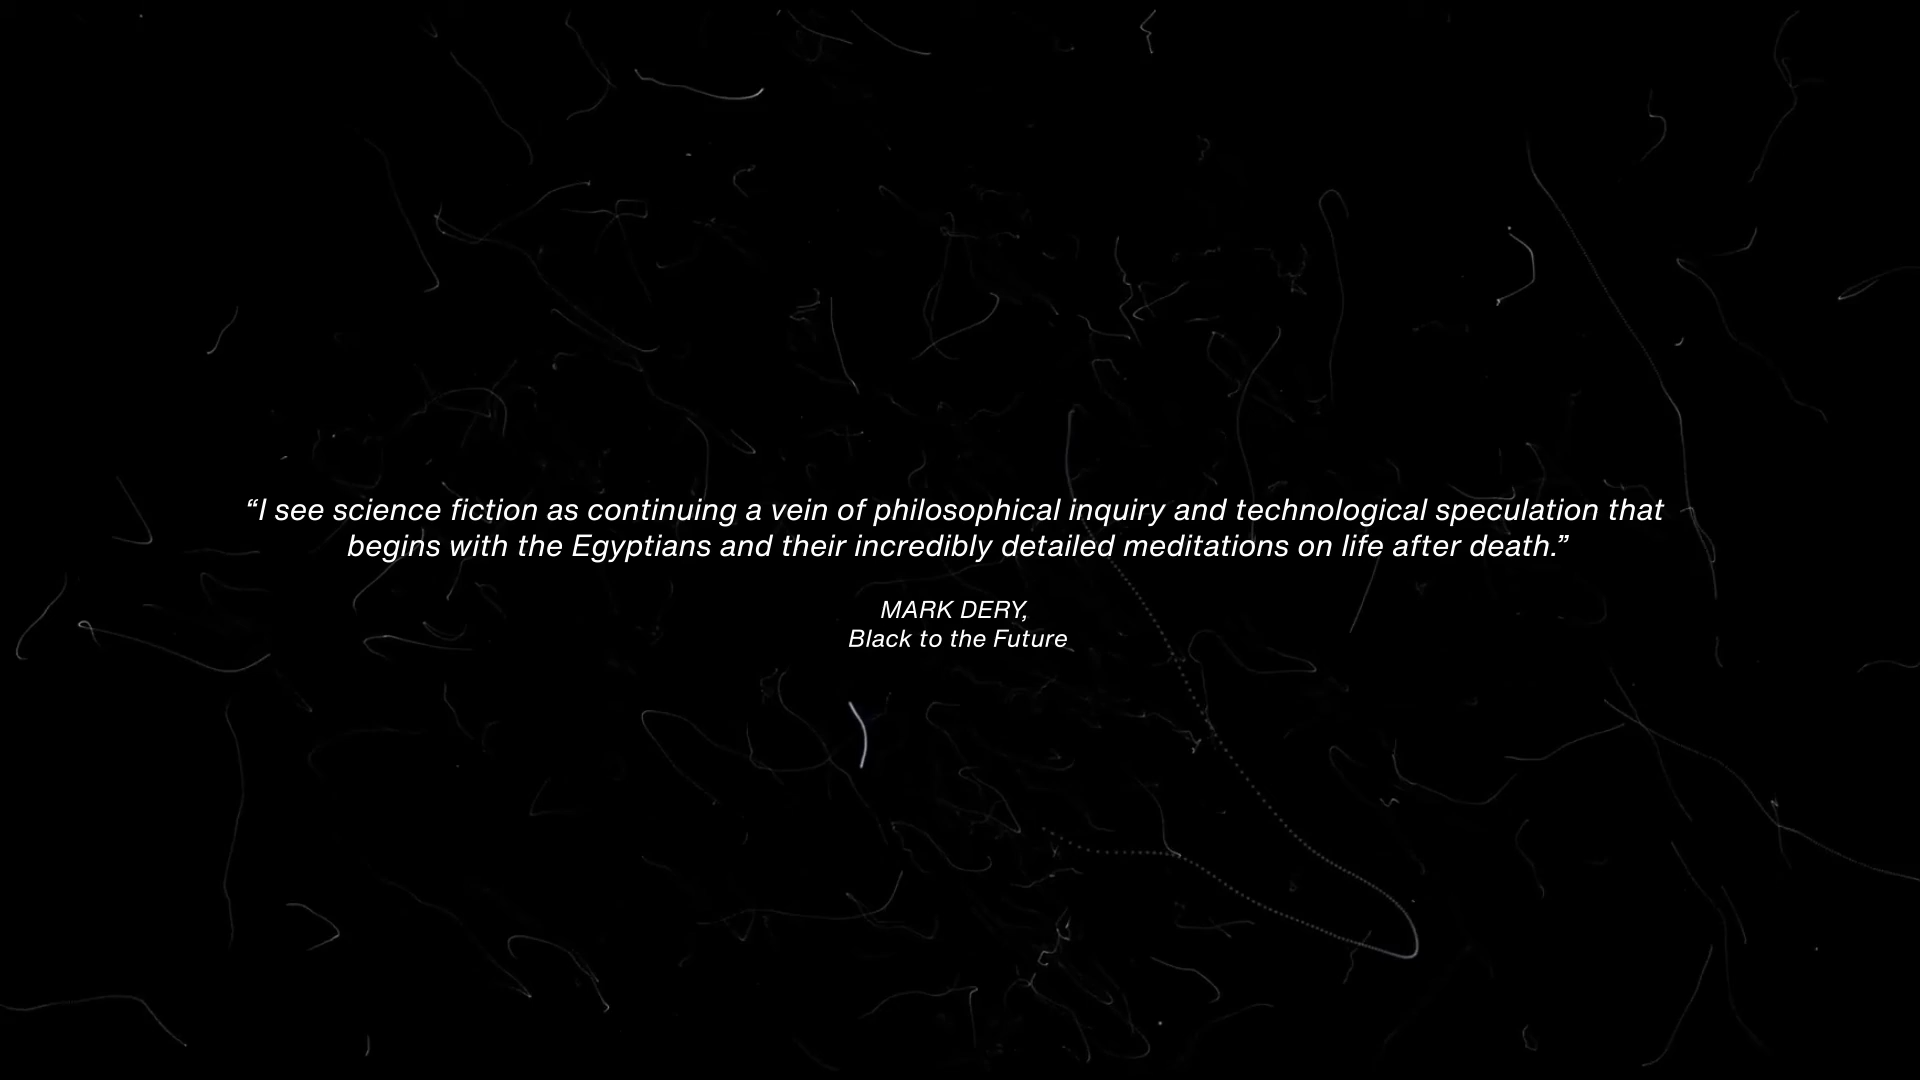 “I see science fiction as continuing a vein of philosophical inquiry and technological speculation that
begins with the Egyptians and their incredibly detailed meditations on life after death.”
MARK DERY,
Black to the Future